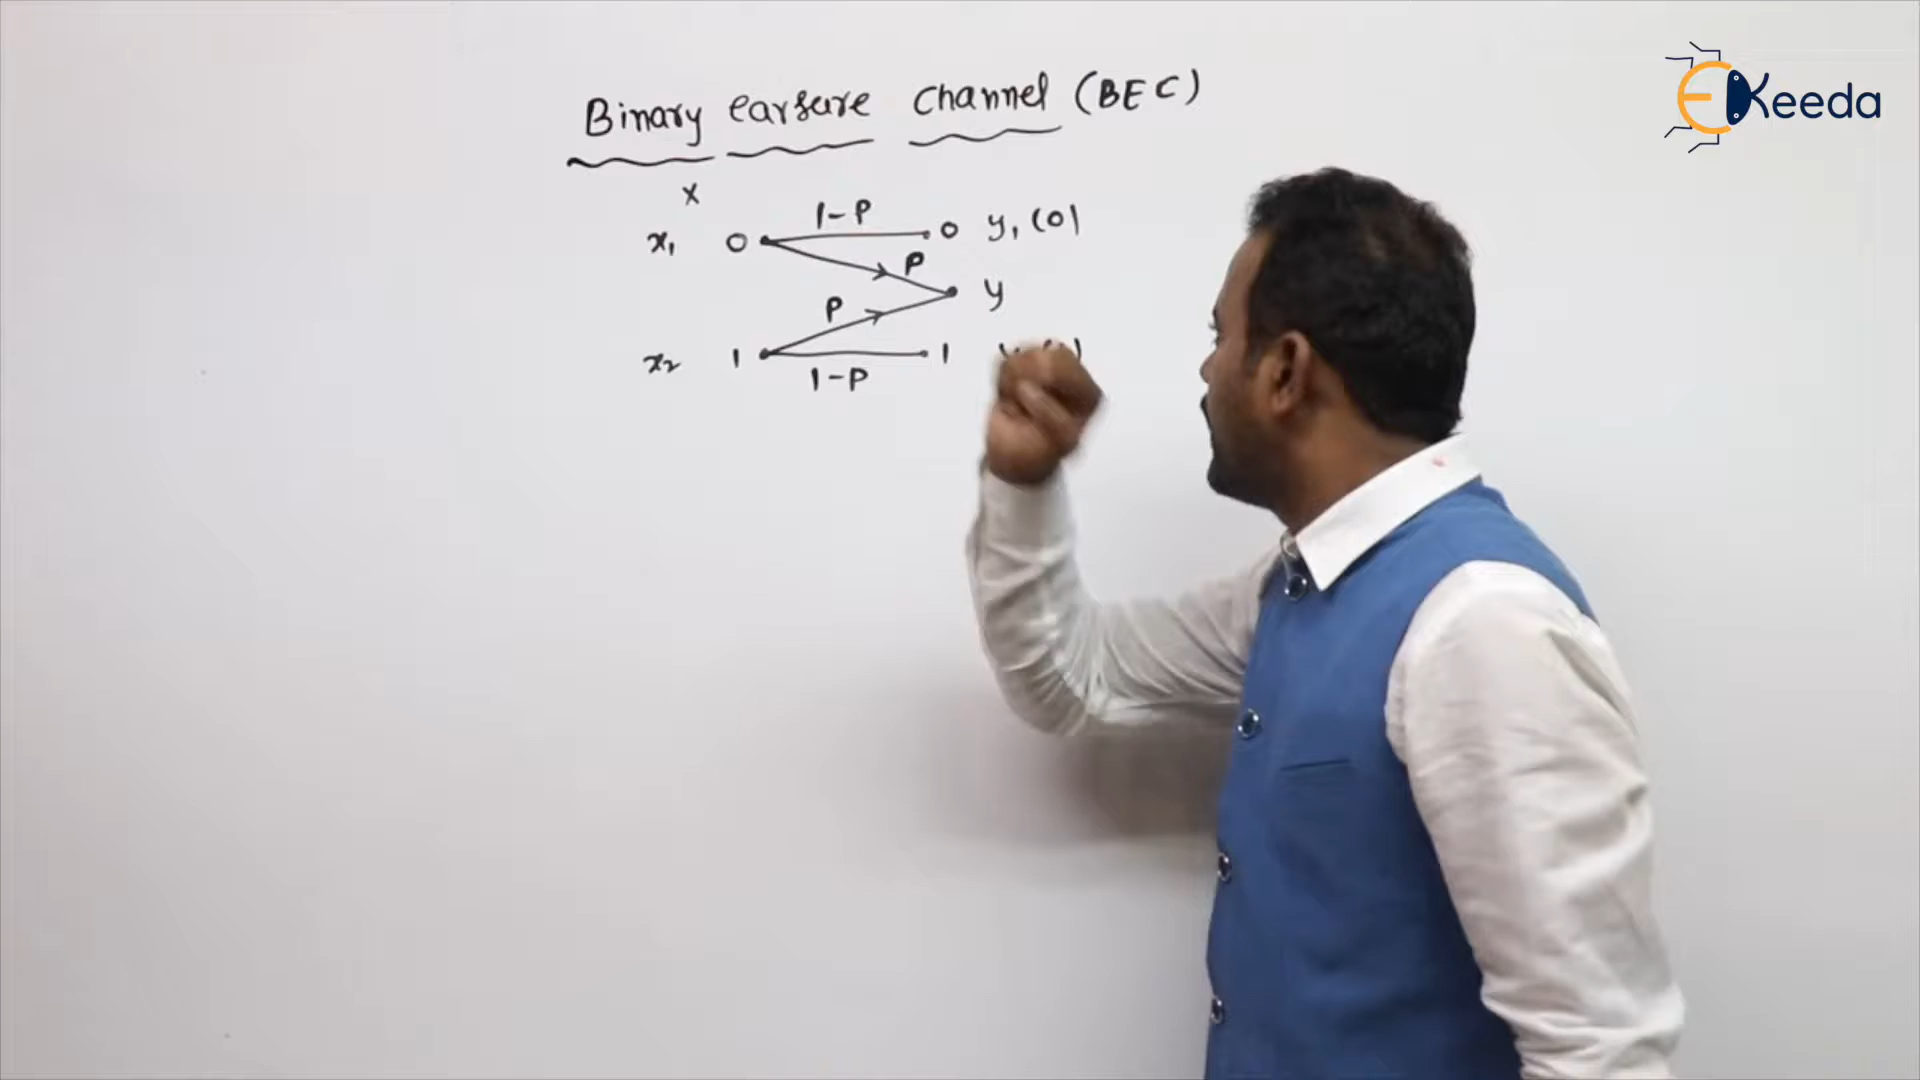 Binary earsure Channel (BEC)
EKeeda
X
1-P
x1 0 0 y1 (0)
P
P y
x2 1 1
1-P